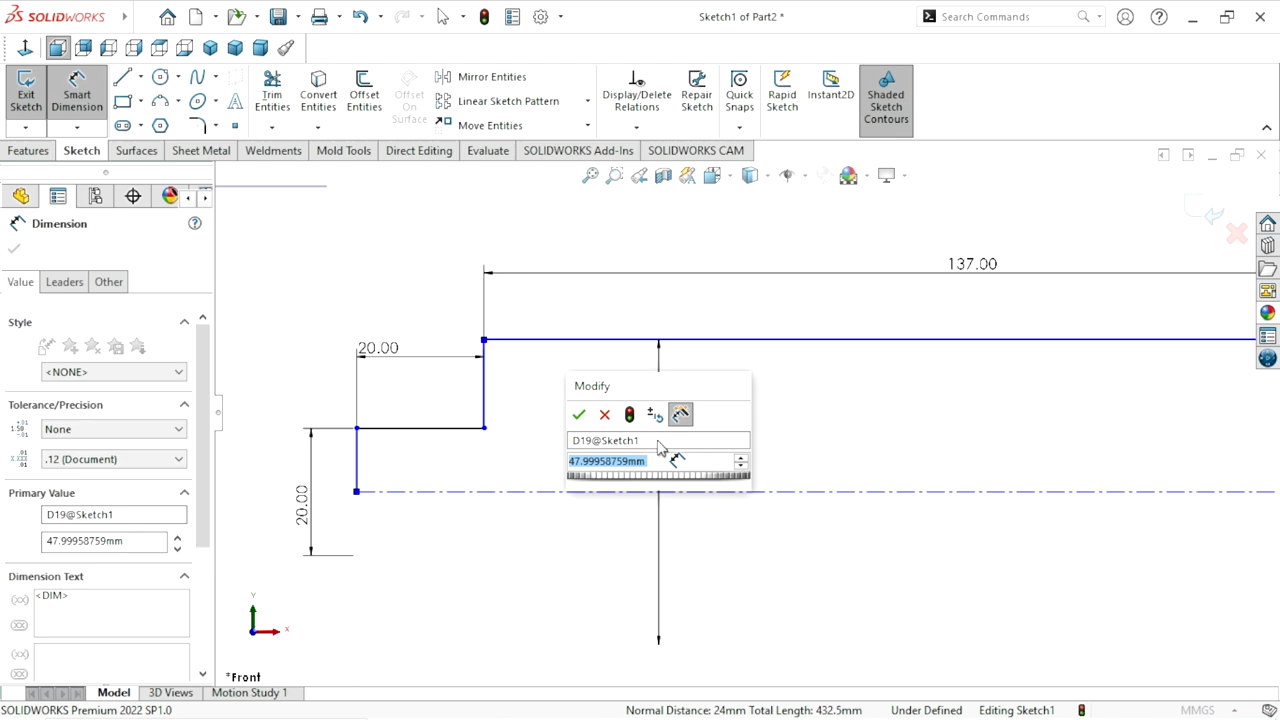 SOLIDWORKS
Sketch1 of Part2 *
Search Commands
Exit Sketch
Smart Dimension
Trim Entities
Convert Entities
Offset Entities
Offset On Surface
Mirror Entities
Linear Sketch Pattern
Move Entities
Display/Delete Relations
Repair Sketch
Quick Snaps
Rapid Sketch
Instant2D
Shaded Sketch Contours
Features Sketch Surfaces Sheet Metal Weldments Mold Tools Direct Editing Evaluate SOLIDWORKS Add-Ins SOLIDWORKS CAM
Dimension
Value Leaders Other
Style
<NONE>
Tolerance/Precision
None
.12 (Document)
Primary Value
D19@Sketch1
47.99958759mm
Dimension Text
<DIM>
137.00
20.00
20.00
Modify
D19@Sketch1
47.99958759mm
Y
X
*Front
Model 3D Views Motion Study 1
SOLIDWORKS Premium 2022 SP1.0
Normal Distance: 24mm Total Length: 432.5mm
Under Defined
Editing Sketch1
MMGS